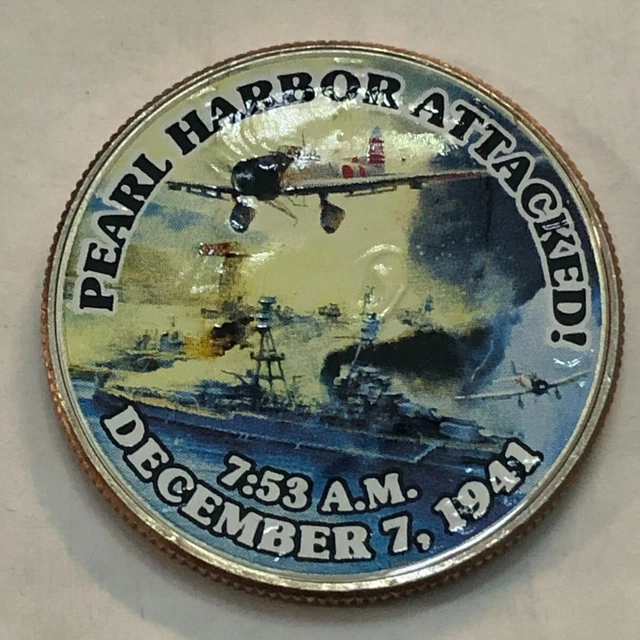 PEARL HARBOR ATTACKED!
7:53 A.M.
DECEMBER 7, 1941